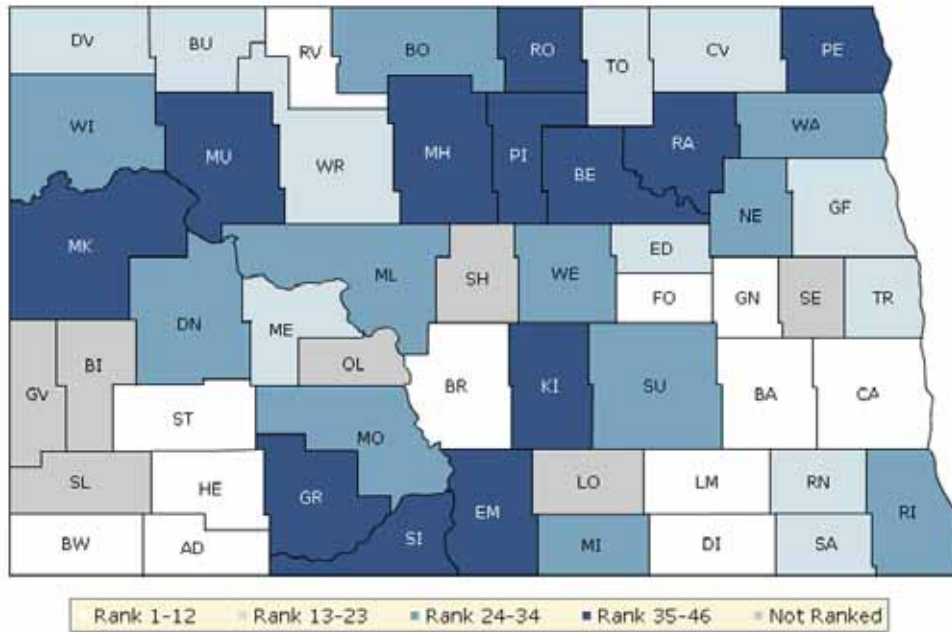 DV BU RV BO RO TO CV PE
WI MU WR MH PI BE RA WA
NE GF
MK ML SH WE ED
FO GN SE TR
DN ME
GV BI OL BR KI SU BA CA
ST
MO
SL HE GR EM LO LM RN RI
BW AD SI MI DI SA
Rank 1-12 Rank 13-23 Rank 24-34 Rank 35-46 Not Ranked